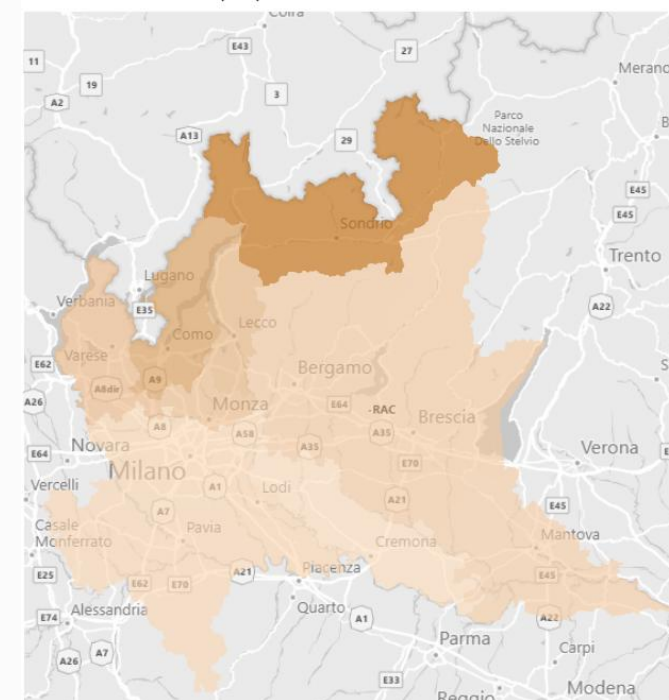 Coira
E43
27
11
19
3
A2
Merano
Parco
Nazionale
Dello Stelvio
A13
29
E45
Sondrio
E45
Trento
Lugano
Verbania
E35
A22
Como
Lecco
Varese
E62
Bergamo
A8dir
A9
A26
Monza
E64
-RAC
Brescia
A8
A58
A35
A35
Novara
E64
Milano
E70
Verona
A1
Vercelli
Lodi
A21
E45
A7
Casale
Monferrato
Pavia
Cremona
Mantova
Piacenza
E25
E62
E70
A21
E45
Quarto
E74
Alessandria
A1
A22
Parma
A26
A7
Carpi
E33
Modena
Reggio